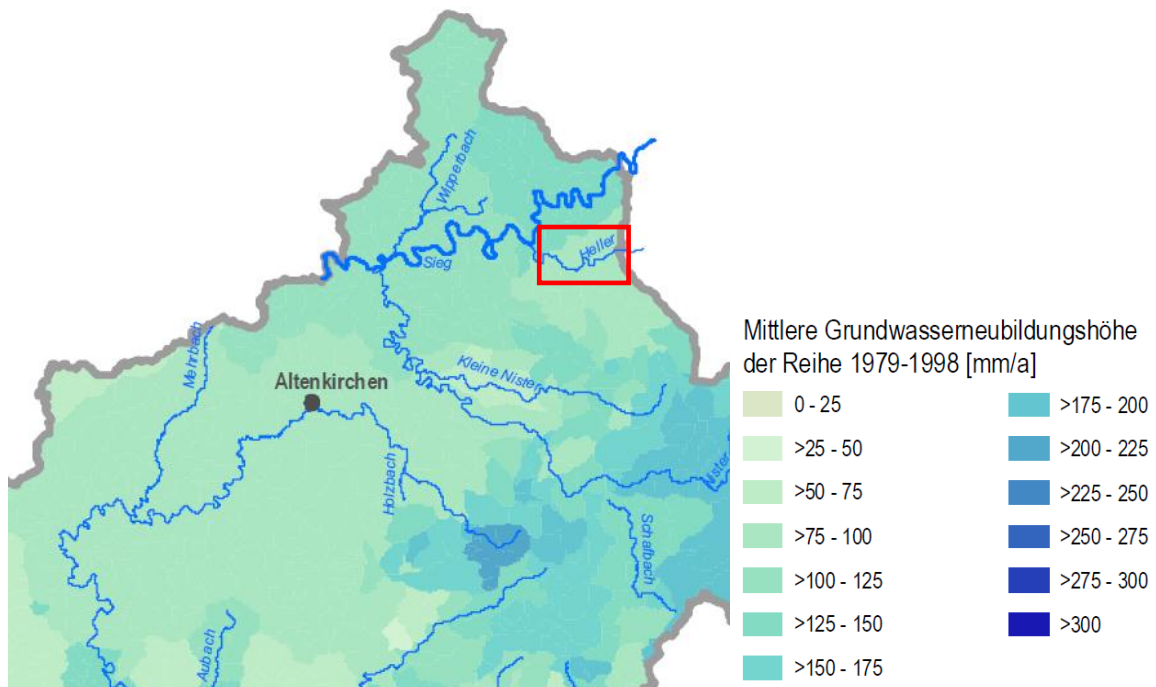 Wipperbach
Sieg
Heller
Mehrbach
Kleine Nister
Altenkirchen
Holzbach
Nister
Schafbach
Aubach
Mittlere Grundwasserneubildungshöhe
der Reihe 1979-1998 [mm/a]
0 - 25
>25 - 50
>50 - 75
>75 - 100
>100 - 125
>125 - 150
>150 - 175
>175 - 200
>200 - 225
>225 - 250
>250 - 275
>275 - 300
>300